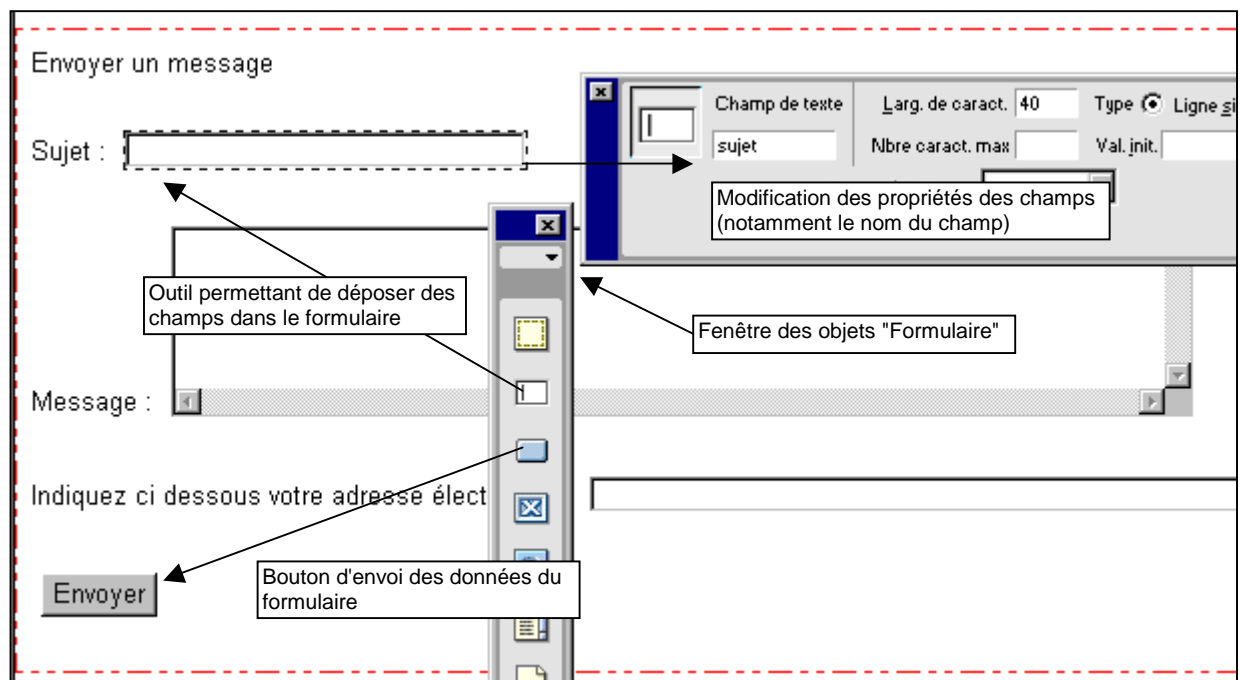 Envoyer un message
Champ de texte Larg. de caract. 40 Type Ligne
Sujet : sujet Nbre caract. max Val. init.
Modification des propriétés des champs
(notamment le nom du champ)
Outil permettant de déposer des
champs dans le formulaire
Fenêtre des objets "Formulaire"
Message :
Indiquez ci dessous votre adresse élect
Bouton d'envoi des données du
formulaire
Envoyer